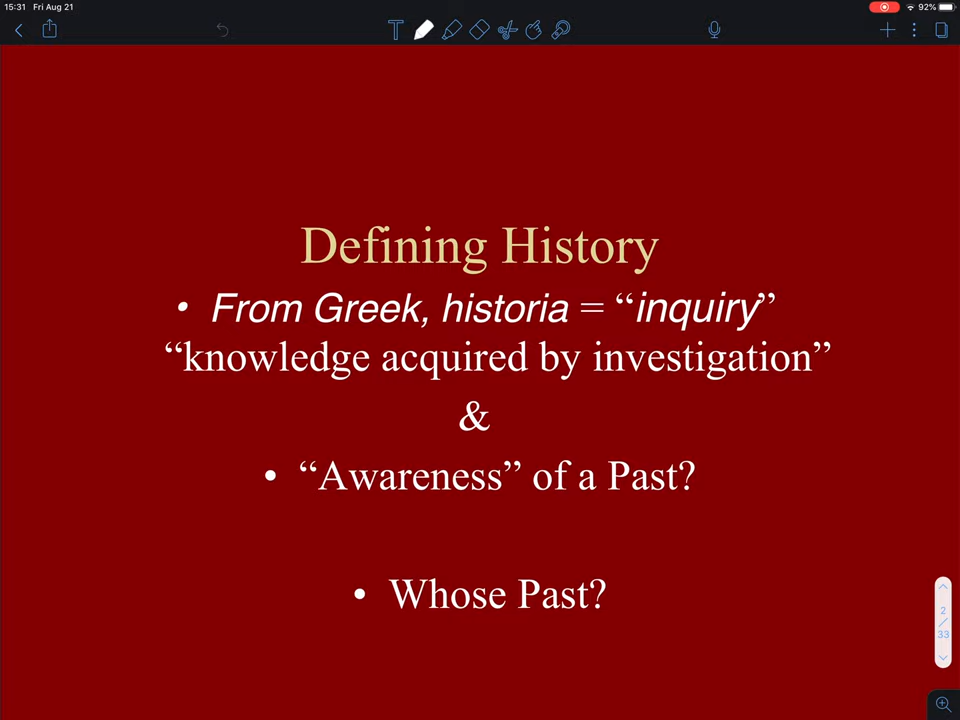 15:31 Fri Aug 21
92%
T
Defining History
• From Greek, historia = “inquiry”
“knowledge acquired by investigation”
&
• “Awareness” of a Past?
• Whose Past?
2
/
33